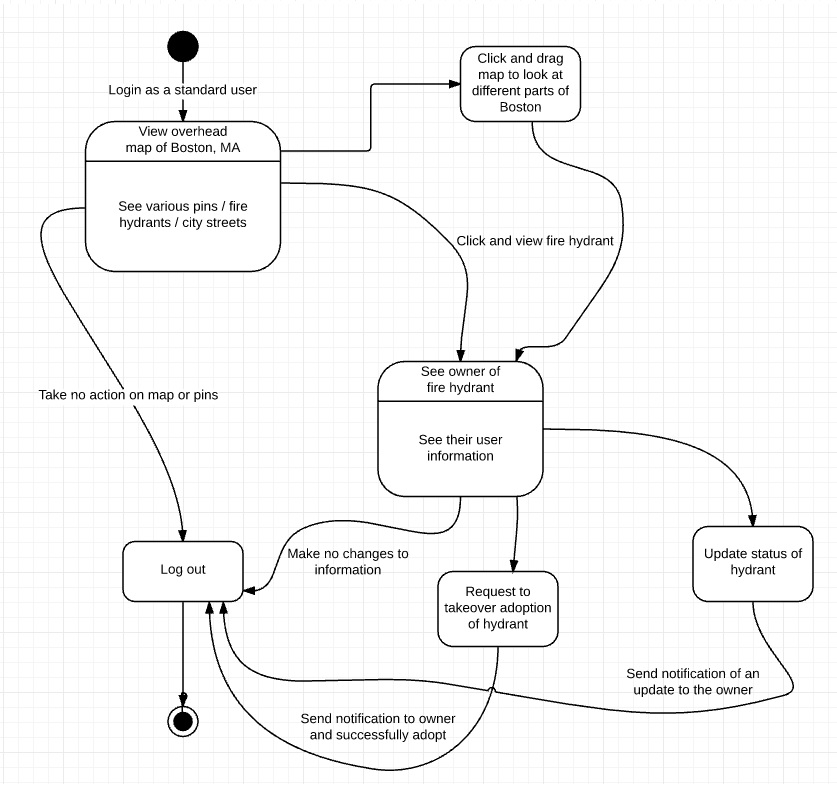 Login as a standard user
View overhead
map of Boston, MA
See various pins / fire
hydrants / city streets
Click and drag
map to look at
different parts of
Boston
Click and view fire hydrant
See owner of
fire hydrant
See their user
information
Take no action on map or pins
Log out
Make no changes to
information
Request to
takeover adoption
of hydrant
Update status of
hydrant
Send notification of an
update to the owner
Send notification to owner
and successfully adopt